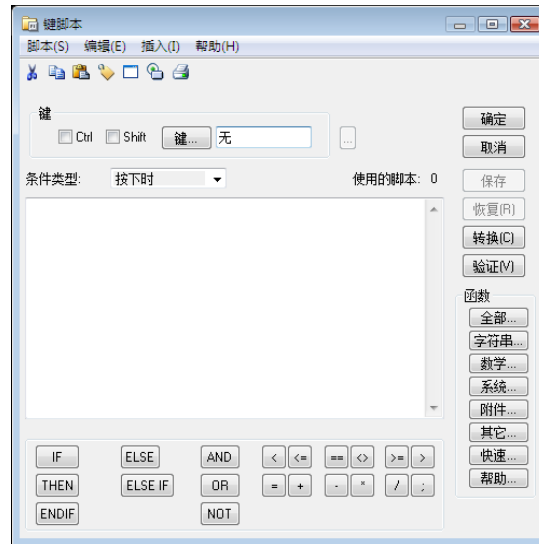 键脚本
脚本(S) 编辑(E) 插入(I) 帮助(H)
键
Ctrl Shift 键... 无 ...
确定
取消
条件类型: 按下时 使用的脚本: 0
保存
恢复(R)
转换(C)
验证(V)
函数
全部...
字符串...
数学...
系统...
附件...
其它...
快速...
帮助...
IF ELSE AND < <= == <> >= >
THEN ELSE IF OR = + - * / ;
ENDIF NOT